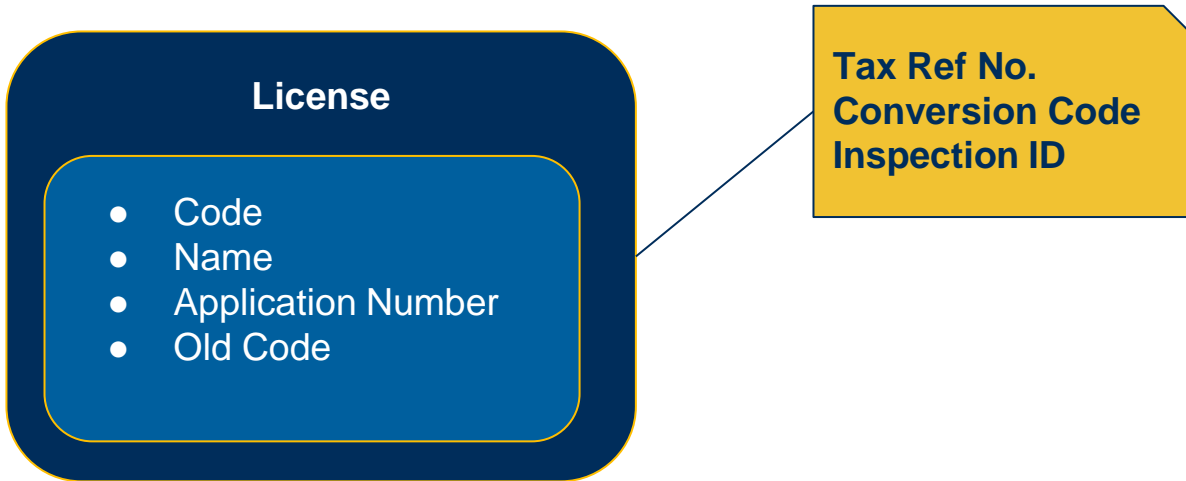 License
● Code
● Name
● Application Number
● Old Code
Tax Ref No.
Conversion Code
Inspection ID